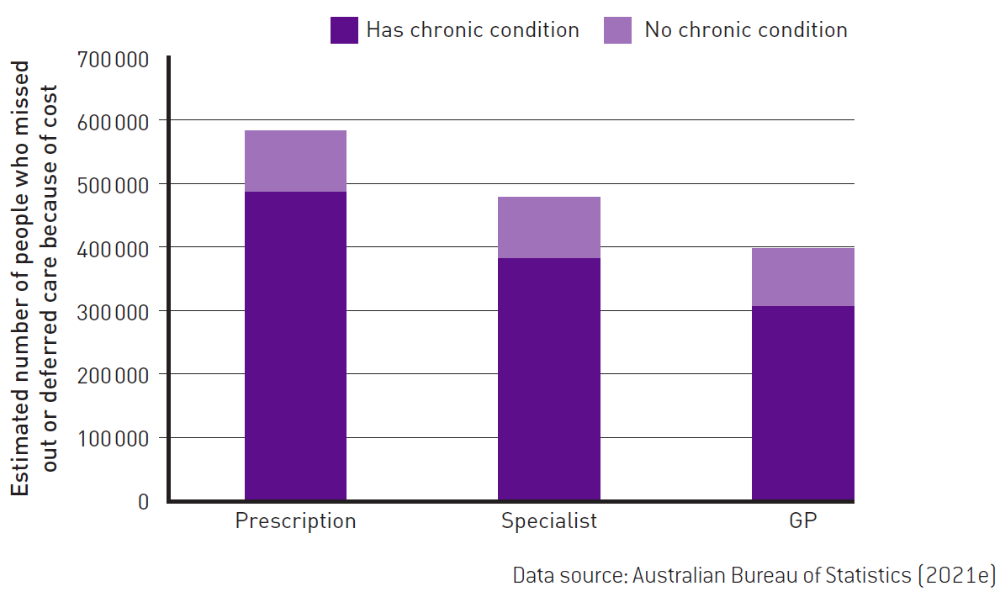 Has chronic condition
No chronic condition
Estimated number of people who missed
out or deferred care because of cost
700 000
600 000
500 000
400 000
300 000
200 000
100 000
0
Prescription
Specialist
GP
Data source: Australian Bureau of Statistics (2021e)